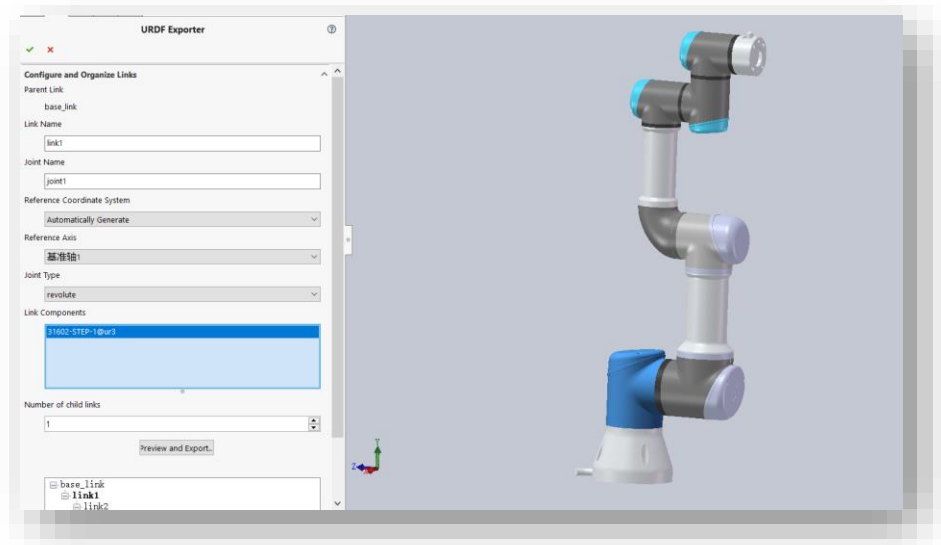 URDF Exporter
Configure and Organize Links
Parent Link
base_link
Link Name
link1
Joint Name
joint1
Reference Coordinate System
Automatically Generate
Reference Axis
基准轴1
Joint Type
revolute
Link Components
31602-STEP-1@ur3
Number of child links
1
Preview and Export..
base_link
link1
link2
Y
Z